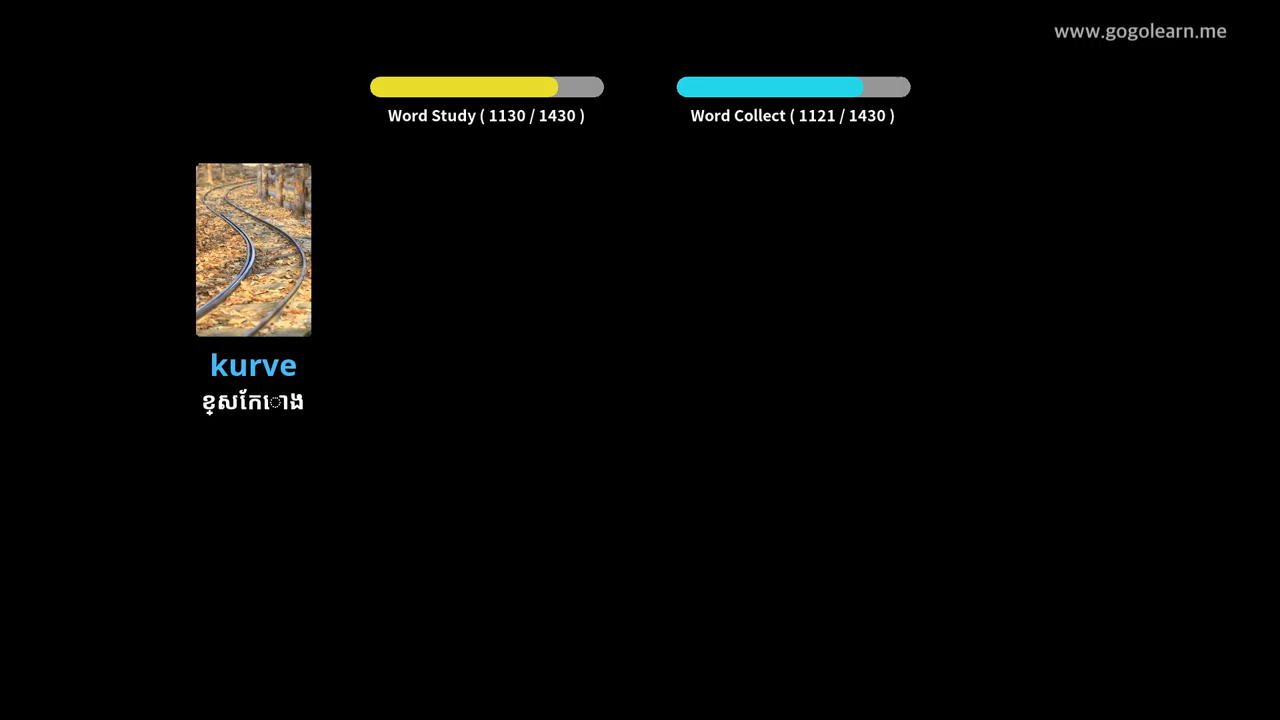 www.gogolearn.me
Word Study ( 1130 / 1430 )
Word Collect ( 1121 / 1430 )
kurve
ខ្សែកោង